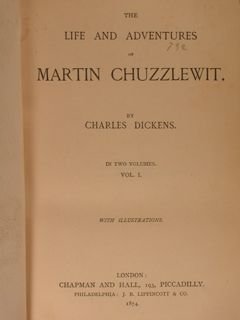 THE
LIFE AND ADVENTURES
OF
MARTIN CHUZZLEWIT.
BY
CHARLES DICKENS.
IN TWO VOLUMES.
VOL. I.
WITH ILLUSTRATIONS.
LONDON:
CHAPMAN AND HALL, 193, PICCADILLY.
PHILADELPHIA: J. B. LIPPINCOTT & CO.
1874.